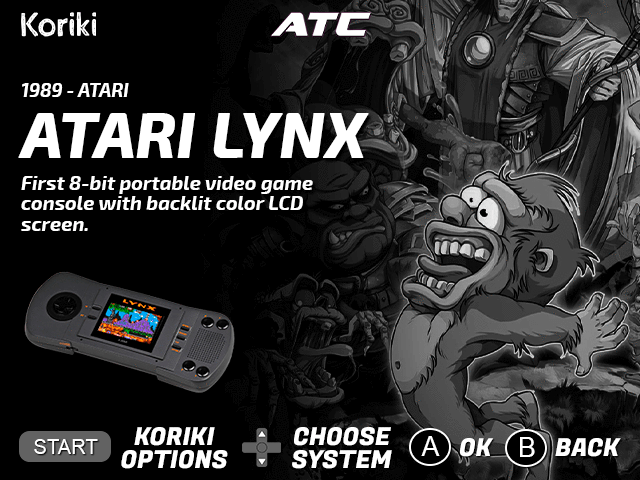 Koriki
ATC
1989 - ATARI
ATARI LYNX
First 8-bit portable video game
console with backlit color LCD
screen.
LYNX
START
KORIKI
OPTIONS
CHOOSE
SYSTEM
A OK
B BACK